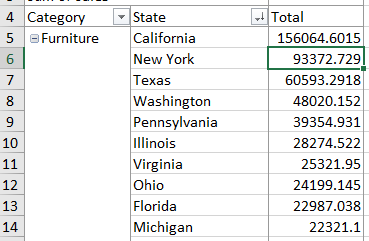 4 Category State Total
5 Furniture California 156064.6015
6 New York 93372.729
7 Texas 60593.2918
8 Washington 48020.152
9 Pennsylvania 39354.931
10 Illinois 28274.522
11 Virginia 25321.95
12 Ohio 24199.145
13 Florida 22987.038
14 Michigan 22321.1